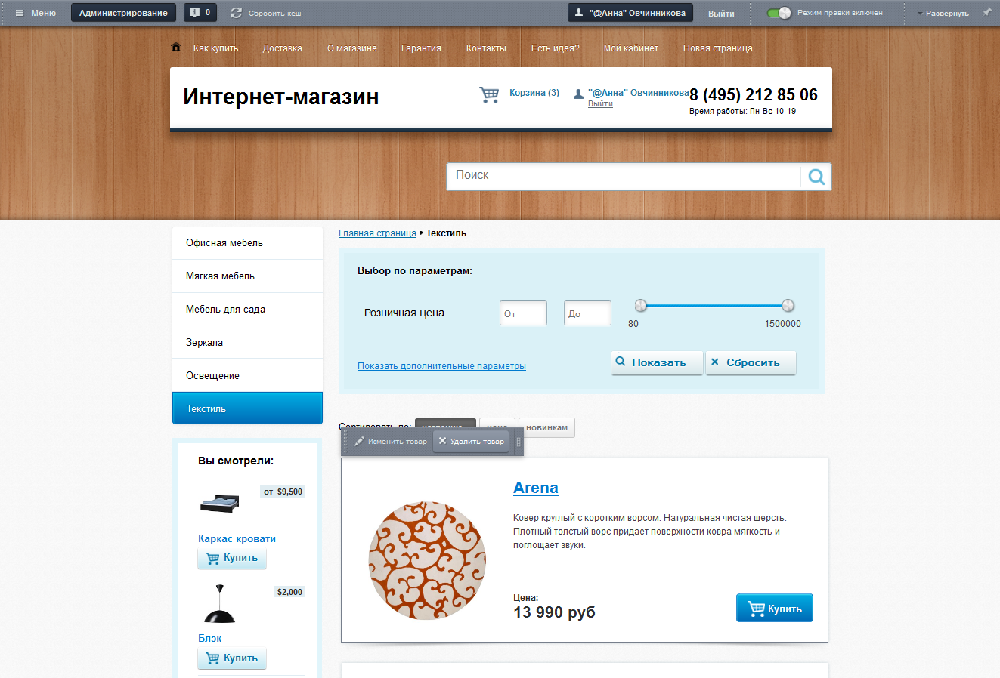 Меню
Администрирование
0
Сбросить кеш
"@Анна" Овчинникова
Выйти
Режим правки включен
Развернуть
Как купить
Доставка
О магазине
Гарантия
Контакты
Есть идея?
Мой кабинет
Новая страница
Интернет-магазин
Корзина (3)
"@Анна" Овчинникова
Выйти
8 (495) 212 85 06
Время работы: Пн-Вс 10-19
Поиск
Офисная мебель
Мягкая мебель
Мебель для сада
Зеркала
Освещение
Текстиль
Главная страница
Текстиль
Выбор по параметрам:
Розничная цена
От
До
80
1500000
Показать дополнительные параметры
Показать
Сбросить
Сортировать по:
названию
цене
новинкам
Изменить товар
Удалить товар
Вы смотрели:
от $9,500
Каркас кровати
Купить
$2,000
Блэк
Купить
Arena
Ковер круглый с коротким ворсом. Натуральная чистая шерсть.
Плотный толстый ворс придает поверхности ковра мягкость и
поглощает звуки.
Цена:
13 990 руб
Купить